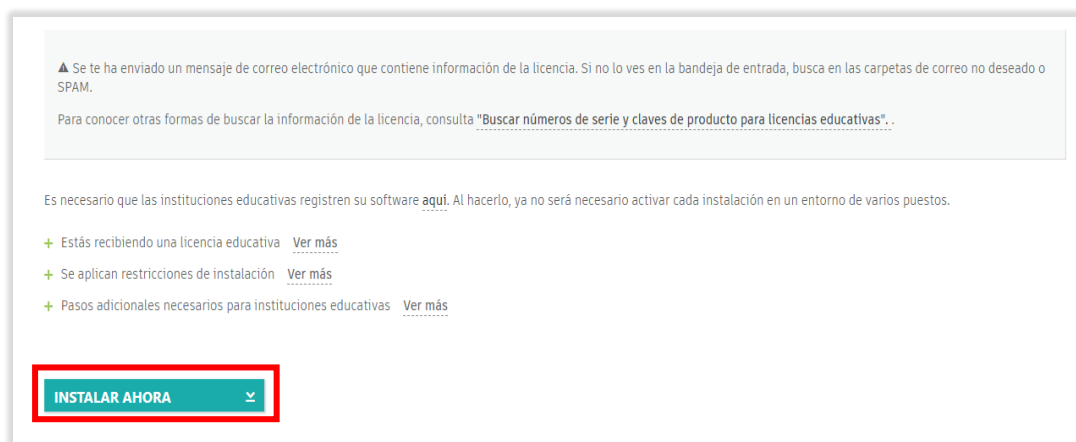 Se te ha enviado un mensaje de correo electrónico que contiene información de la licencia. Si no lo ves en la bandeja de entrada, busca en las carpetas de correo no deseado o
SPAM.
Para conocer otras formas de buscar la información de la licencia, consulta "Buscar números de serie y claves de producto para licencias educativas". .
Es necesario que las instituciones educativas registren su software aquí. Al hacerlo, ya no será necesario activar cada instalación en un entorno de varios puestos.
+ Estás recibiendo una licencia educativa Ver más
+ Se aplican restricciones de instalación Ver más
+ Pasos adicionales necesarios para instituciones educativas Ver más
INSTALAR AHORA